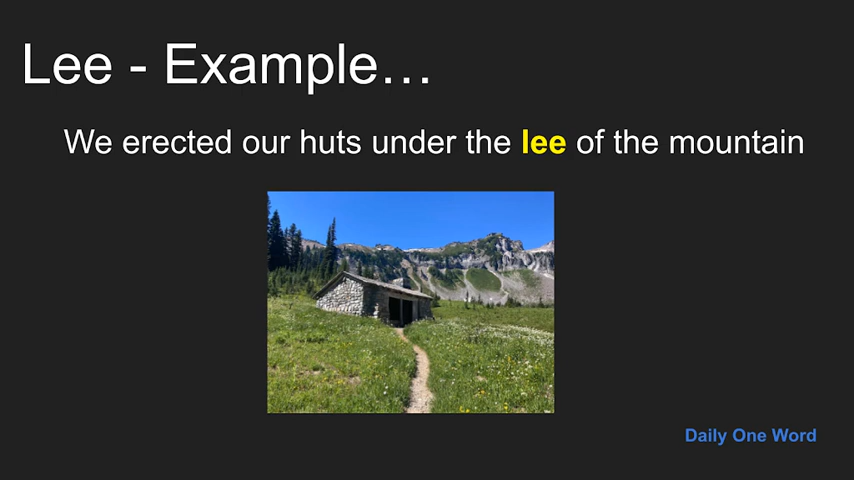 Lee - Example…
We erected our huts under the lee of the mountain
Daily One Word